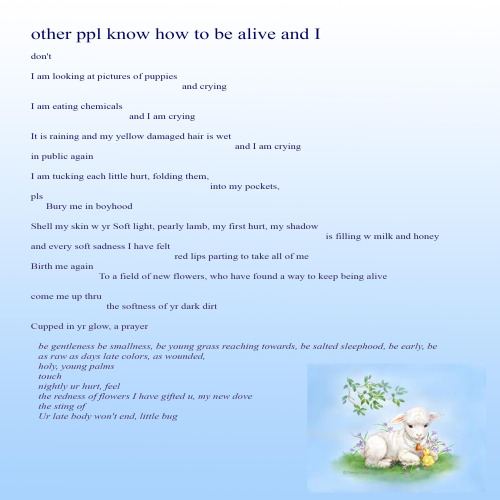 other ppl know how to be alive and I
don't
I am looking at pictures of puppies
and crying
I am eating chemicals
and I am crying
It is raining and my yellow damaged hair is wet
and I am crying
in public again
I am tucking each little hurt, folding them,
into my pockets,
pls
Bury me in boyhood
Shell my skin w yr Soft light, pearly lamb, my first hurt, my shadow
is filling w milk and honey
and every soft sadness I have felt
red lips parting to take all of me
Birth me again
To a field of new flowers, who have found a way to keep being alive
come me up thru
the softness of yr dark dirt
Cupped in yr glow, a prayer
be gentleness be smallness, be young grass reaching towards, be salted sleephood, be early, be
as raw as days late colors, as wounded,
holy, young palms
touch
nightly ur hurt, feel
the redness of flowers I have gifted u, my new dove
the sting of
Ur late body won't end, little bug